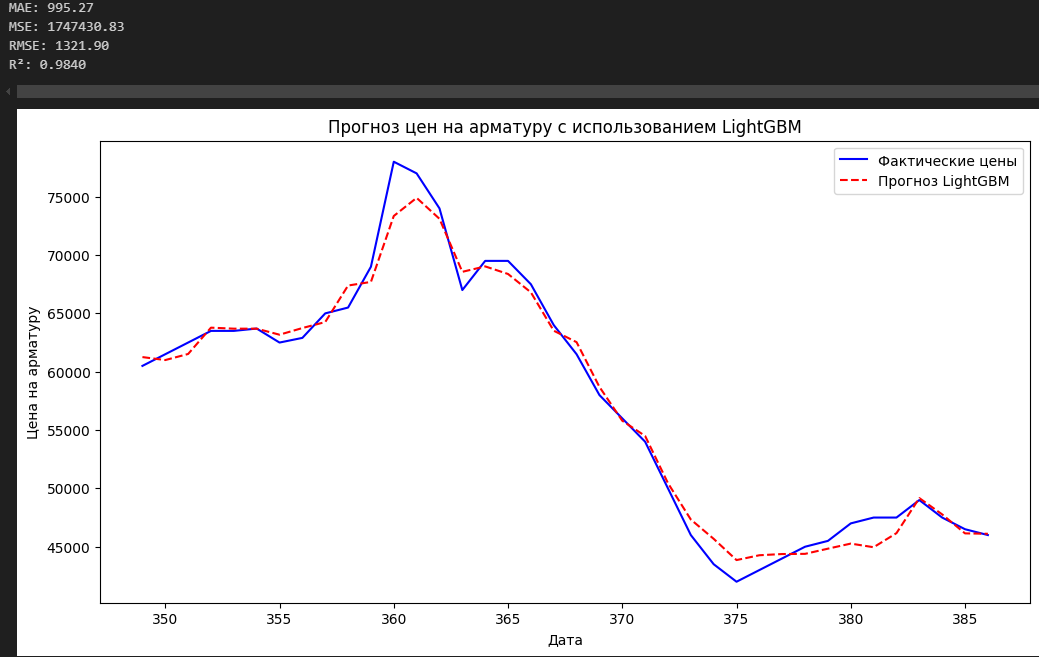 MAE: 995.27
MSE: 1747430.83
RMSE: 1321.90
R²: 0.9840
Прогноз цен на арматуру с использованием LightGBM
Фактические цены
Прогноз LightGBM
Цена на арматуру
75000
70000
65000
60000
55000
50000
45000
350 355 360 365 370 375 380 385
Дата